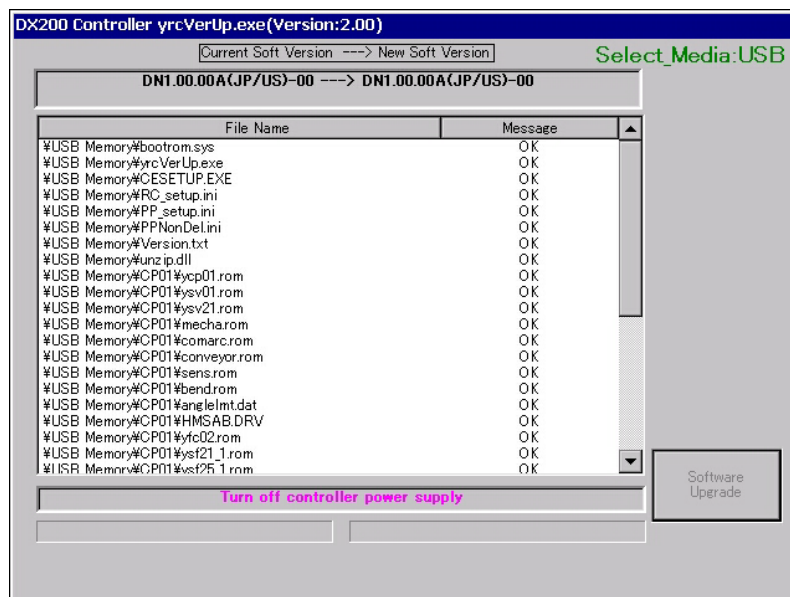 DX200 Controller yrcVerUp.exe(Version:2.00)
Current Soft Version ---> New Soft Version
Select_Media:USB
DN1.00.00A(JP/US)-00 ---> DN1.00.00A(JP/US)-00
File Name Message
¥USB Memory¥bootrom.sys OK
¥USB Memory¥yrcVerUp.exe OK
¥USB Memory¥CESETUP.EXE OK
¥USB Memory¥RC_setup.ini OK
¥USB Memory¥PP_setup.ini OK
¥USB Memory¥PPNonDel.ini OK
¥USB Memory¥Version.txt OK
¥USB Memory¥unzip.dll OK
¥USB Memory¥CP01¥ycp01.rom OK
¥USB Memory¥CP01¥ysv01.rom OK
¥USB Memory¥CP01¥ysv21.rom OK
¥USB Memory¥CP01¥mecha.rom OK
¥USB Memory¥CP01¥comarc.rom OK
¥USB Memory¥CP01¥conveyor.rom OK
¥USB Memory¥CP01¥sens.rom OK
¥USB Memory¥CP01¥bend.rom OK
¥USB Memory¥CP01¥anglelmt.dat OK
¥USB Memory¥CP01¥HMSAB.DRV OK
¥USB Memory¥CP01¥yfc02.rom OK
¥USB Memory¥CP01¥ysf21_1.rom OK
¥USB Memory¥CP01¥ysf25_1.rom OK
Software
Upgrade
Turn off controller power supply